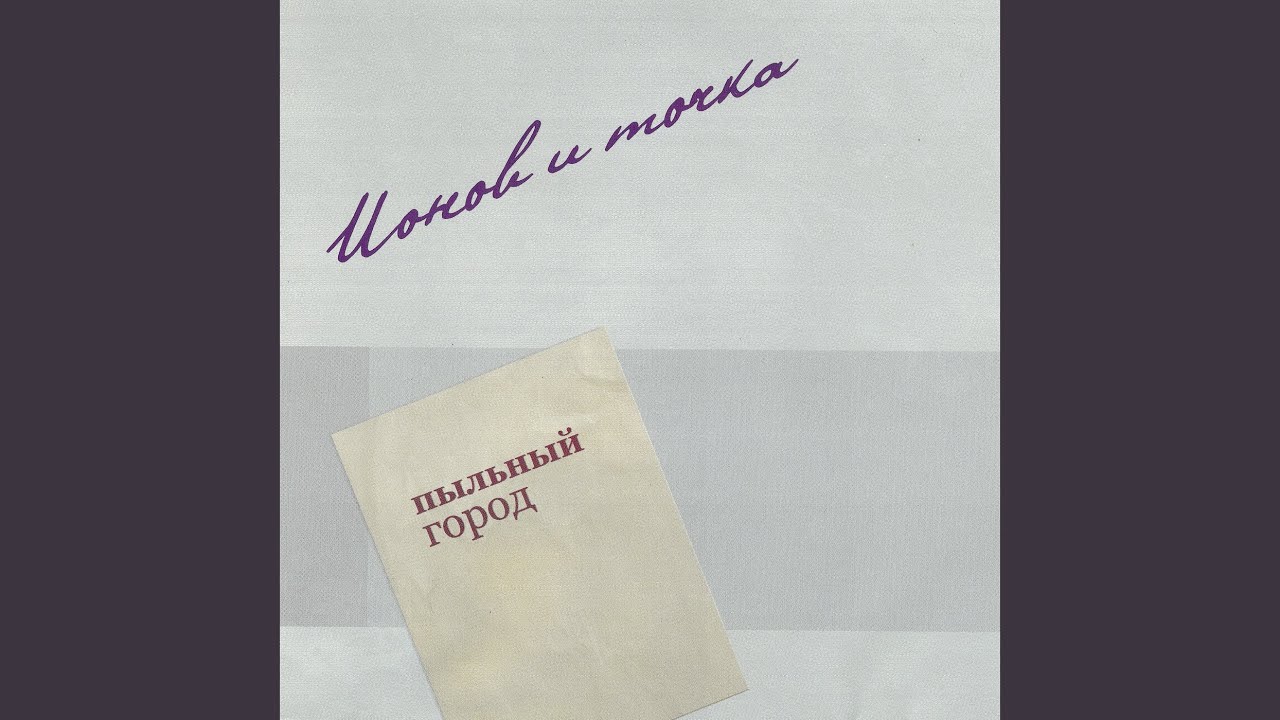 Ионов и точка
пыльный
город